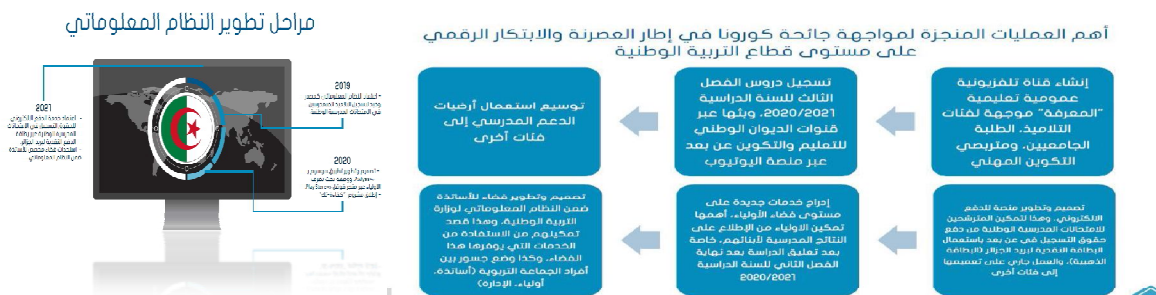 أهم العمليات المنجزة لمواجهة جائحة كورونا في إطار العصرنة والابتكار الرقمي
على مستوى قطاع التربية الوطنية
إنشاء قناة تلفزيونية
عمومية تعليمية
"المعرفة" موجهة لفئات
التلاميذ، الطلبة
الجامعيين، ومتربصي
التكوين المهني
تسجيل دروس الفصل
الثالث للسنة الدراسية
2020/2021، وبثها عبر
قنوات الديوان الوطني
للتعليم والتكوين عن بعد
عبر منصة اليوتيوب
توسيع استعمال أرضيات
الدعم المدرسي إلى
فئات أخرى
تصميم وتطوير منصة للدفع
الالكتروني، وهذا لتمكين المترشحين
للامتحانات المدرسية الوطنية من دفع
حقوق التسجيل في عن بعد باستعمال
البطاقة النقدية لبريد الجزائر (البطاقة
الذهبية)، والعمل جاري على تعميمها
إلى فئات أخرى
إدراج خدمات جديدة على
مستوى فضاء الأولياء، أهمها
تمكين الاولياء من الإطلاع على
النتائج المدرسية لأبنائهم، خاصة
بعد تعليق الدراسة بعد نهاية
الفصل الثاني للسنة الدراسية
2020/2021
تصميم وتطوير فضاء للأساتذة
ضمن النظام المعلوماتي لوزارة
التربية الوطنية، وهذا قصد
تمكينهم من الاستفادة من
الخدمات التي يوفرها هذا
الفضاء، وكذا وضع جسور بين
أفراد الجماعة التربوية (أساتذة،
أولياء، الإدارة)
مراحل تطوير النظام المعلوماتي
2019
2020
2021